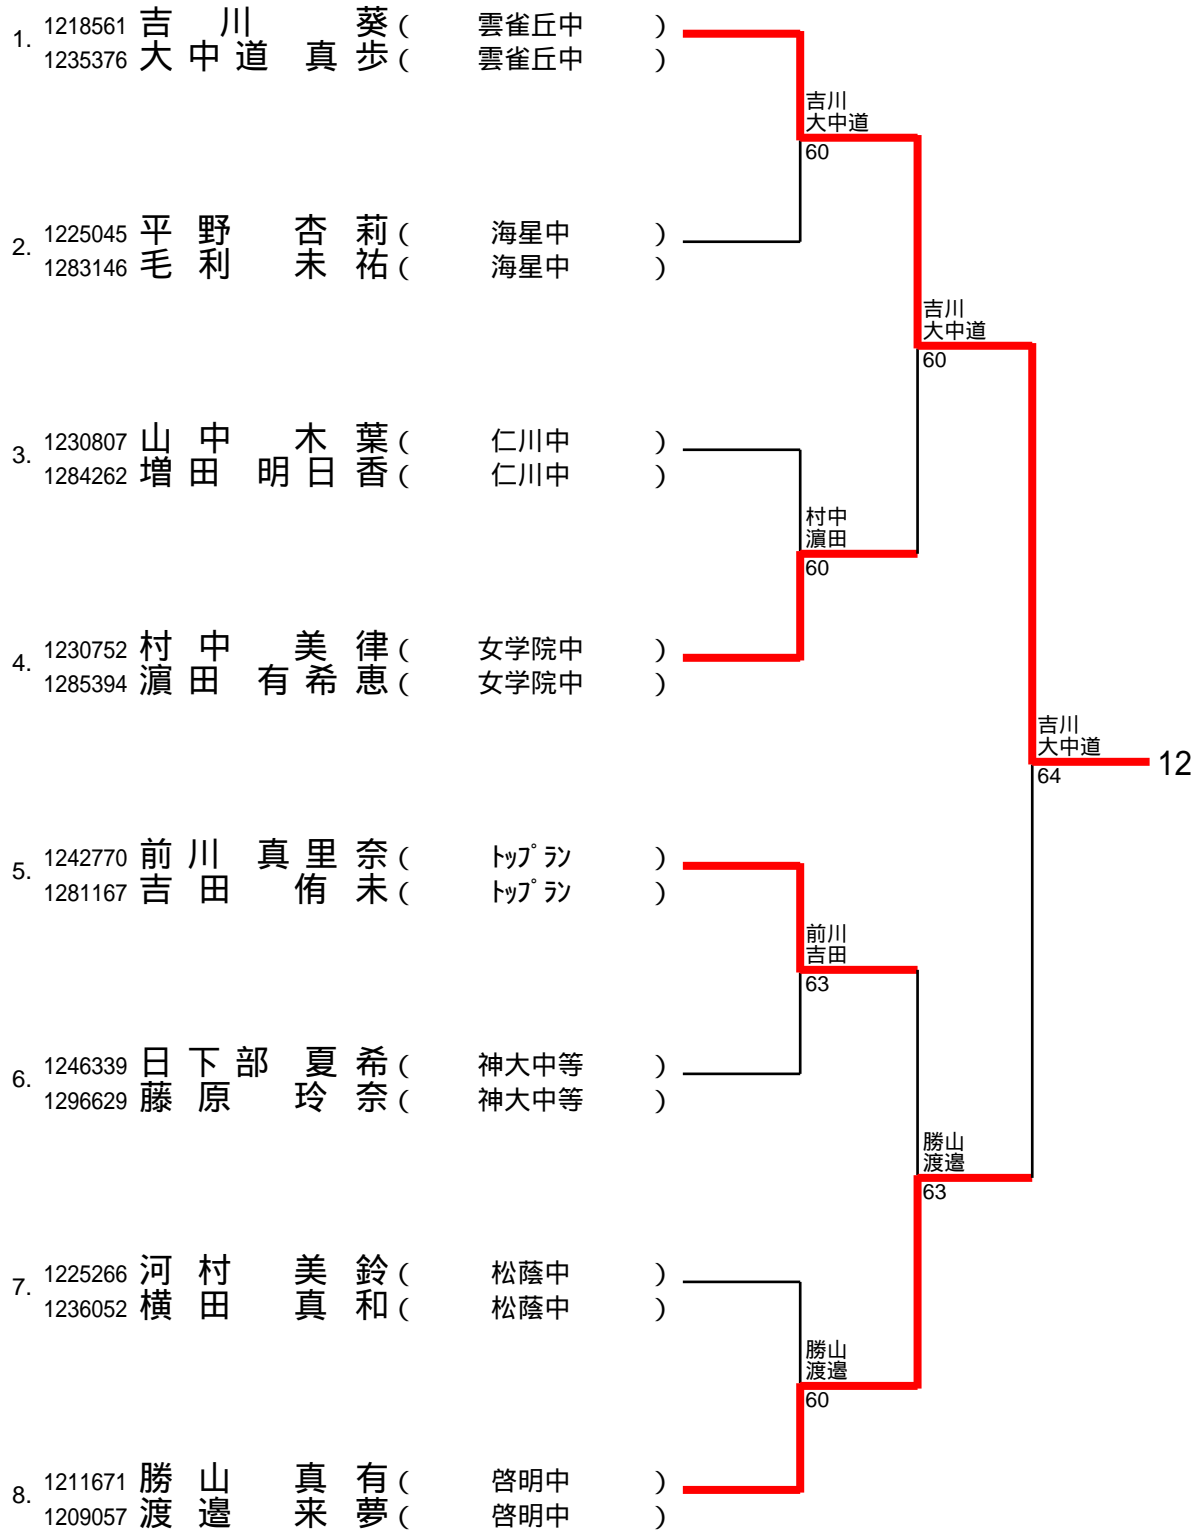 1. 1218561 吉川 葵 ( 雲雀丘中 )
1235376 大中道 真歩 ( 雲雀丘中 )
吉川
大中道
60
2. 1225045 平野 杏莉 ( 海星中 )
1283146 毛利 未祐 ( 海星中 )
吉川
大中道
60
3. 1230807 山中 木葉 ( 仁川中 )
1284262 増田 明日香 ( 仁川中 )
村中
濵田
60
4. 1230752 村中 美律 ( 女学院中 )
1285394 濵田 有希恵 ( 女学院中 )
吉川
大中道
64
12
5. 1242770 前川 真里奈 ( ﾄｯﾌﾟﾗﾝ )
1281167 吉田 侑未 ( ﾄｯﾌﾟﾗﾝ )
前川
吉田
63
6. 1246339 日下部 夏希 ( 神大中等 )
1296629 藤原 玲奈 ( 神大中等 )
勝山
渡邉
63
7. 1225266 河村 美鈴 ( 松蔭中 )
1236052 横田 真和 ( 松蔭中 )
勝山
渡邉
60
8. 1211671 勝山 真有 ( 啓明中 )
1209057 渡邉 来夢 ( 啓明中 )